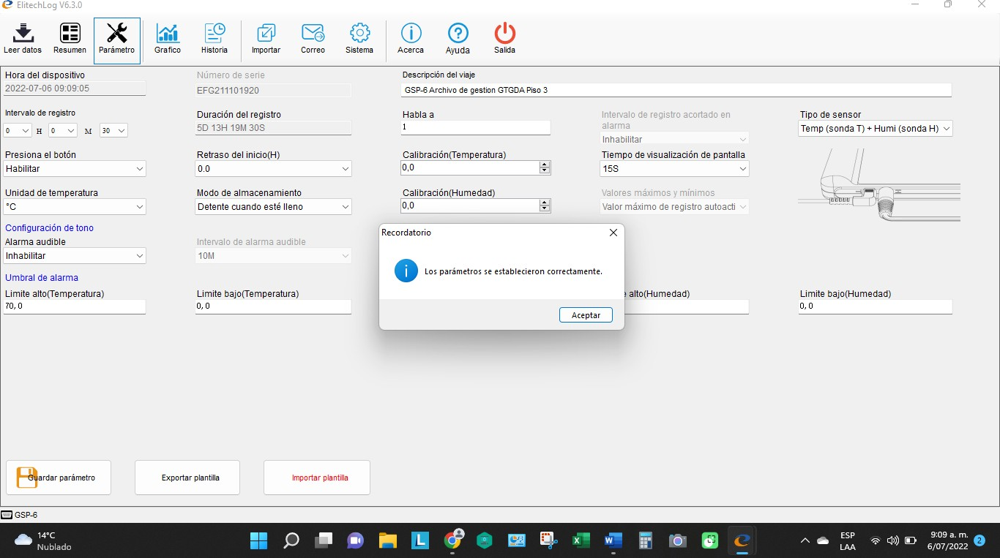 ElitechLog V6.3.0
Leer datos
Resumen
Parámetro
Grafico
Historia
Importar
Correo
Sistema
Acerca
Ayuda
Salida
Hora del dispositivo
2022-07-06 09:09:05
Número de serie
EFG211101920
Descripción del viaje
GSP-6 Archivo de gestion GTGDA Piso 3
Intervalo de registro
0 H 0 M 30
Duración del registro
5D 13H 19M 30S
Habla a
1
Intervalo de registro acortado en
alarma
Inhabilitar
Tipo de sensor
Temp (sonda T) + Humi (sonda H)
Presiona el botón
Habilitar
Retraso del inicio(H)
0.0
Calibración(Temperatura)
0,0
Tiempo de visualización de pantalla
15S
Unidad de temperatura
°C
Modo de almacenamiento
Detente cuando esté lleno
Calibración(Humedad)
0,0
Valores máximos y mínimos
Valor máximo de registro autoacti
Configuración de tono
Alarma audible
Inhabilitar
Intervalo de alarma audible
10M
Umbral de alarma
Limite alto(Temperatura)
70, 0
Limite bajo(Temperatura)
0, 0
alto(Humedad)
Limite bajo(Humedad)
0, 0
Recordatorio
Los parámetros se establecieron correctamente.
Aceptar
Guardar parámetro
Exportar plantilla
Importar plantilla
GSP-6
14°C
Nublado
ESP
LAA
9:09 a. m.
6/07/2022
2